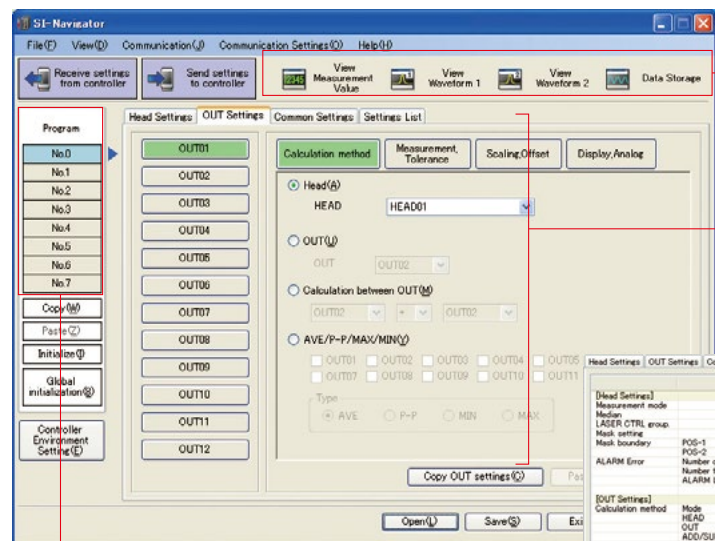 SI-Navigator
File(F) View(D) Communication(J) Communication Settings(O) Help(H)
Receive settings from controller
Send settings to controller
View Measurement Value
View Waveform 1
View Waveform 2
Data Storage
Program
No.0
No.1
No.2
No.3
No.4
No.5
No.6
No.7
Copy(W)
Paste(Z)
Initialize(I)
Global initialization(R)
Controller Environment Setting(E)
Head Settings OUT Settings Common Settings Settings List
OUT01
OUT02
OUT03
OUT04
OUT05
OUT06
OUT07
OUT08
OUT09
OUT10
OUT11
OUT12
Calculation method
Measurement, Tolerance
Scaling,Offset
Display,Analog
Head(A)
HEAD HEAD01
OUT(U)
OUT OUT02
Calculation between OUT(M)
OUT02 + OUT02
AVE/P-P/MAX/MIN(Y)
OUT01 OUT02 OUT03 OUT04 OUT05
OUT07 OUT08 OUT09 OUT10 OUT11
Type
AVE P-P MIN MAX
Copy OUT settings(C)
Open(L) Save(S)
Head Settings OUT Settings
[Head Settings]
Measurement mode
Median
LASER CTRL group
Mask setting
Mask boundary POS-1
POS-2
ALARM Error Number
Number
ALARM
[OUT Settings]
Calculation method Mode
HEAD
OUT